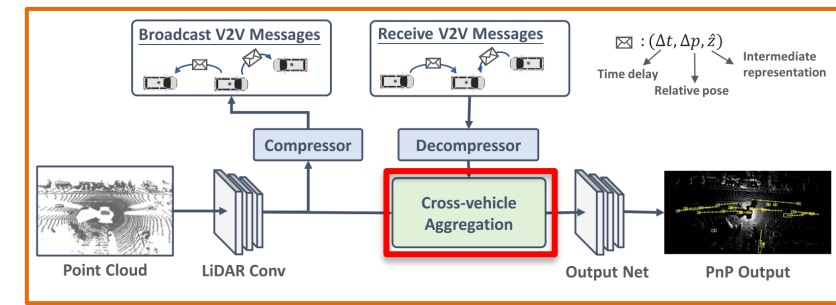 Broadcast V2V Messages
Receive V2V Messages
: (Δt, Δp, ẑ)
Time delay
Relative pose
Intermediate
representation
Compressor
Decompressor
Cross-vehicle
Aggregation
Point Cloud
LiDAR Conv
Output Net
PnP Output